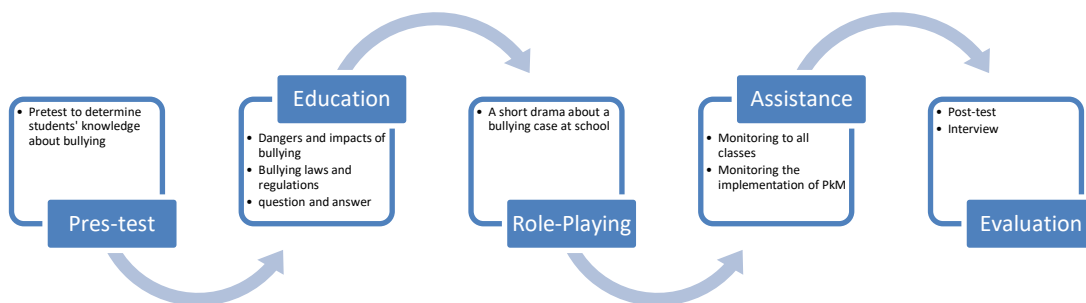 • Pretest to determine
students' knowledge
about bullying
Pres-test
Education
• Dangers and impacts of
bullying
• Bullying laws and
regulations
• question and answer
• A short drama about a
bullying case at school
Role-Playing
Assistance
• Monitoring to all
classes
• Monitoring the
implementation of PkM
• Post-test
• Interview
Evaluation